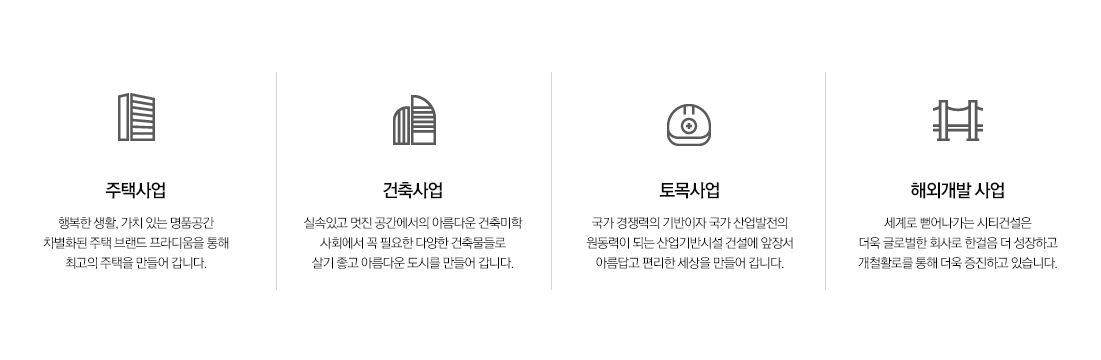 주택사업
행복한 생활, 가치 있는 명품공간
차별화된 주택 브랜드 프라디움을 통해
최고의 주택을 만들어 갑니다.
건축사업
실속있고 멋진 공간에서의 아름다운 건축미학
사회에서 꼭 필요한 다양한 건축물들로
살기 좋고 아름다운 도시를 만들어 갑니다.
토목사업
국가 경쟁력의 기반이자 국가 산업발전의
원동력이 되는 산업기반시설 건설에 앞장서
아름답고 편리한 세상을 만들어 갑니다.
해외개발 사업
세계로 뻗어나가는 시티건설은
더욱 글로벌한 회사로 한걸음 더 성장하고
개철활로를 통해 더욱 증진하고 있습니다.